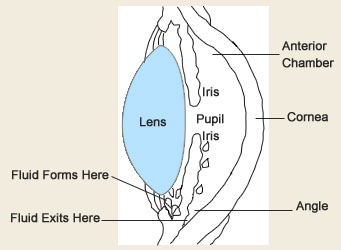 Anterior
Chamber
Iris
Lens
Pupil
Cornea
Iris
Fluid Forms Here
Angle
Fluid Exits Here